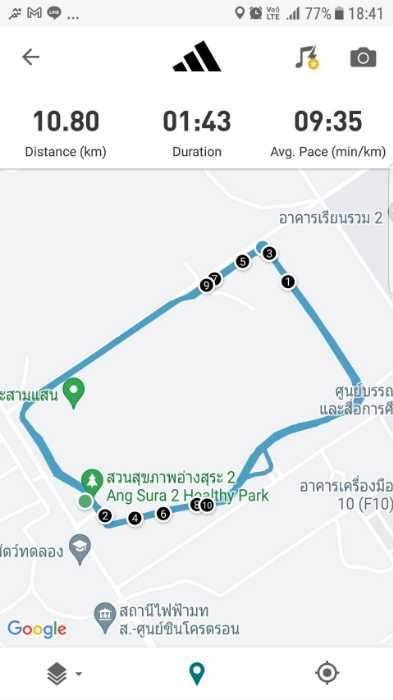 ... VoLTE 77% 18:41
10.80 01:43 09:35
Distance (km) Duration Avg. Pace (min/km)
อาคารเรียนรวม 2
3
5
7
1
9
ะสามแสน
ศูนย์บรรณ
และสื่อการศึ
สวนสุขภาพอ่างสุระ 2
Ang Sura 2 Healthy Park
อาคารเครื่องมือ
10 (F10)
2
4
6
8
10
สัตว์ทดลอง
สถานีไฟฟ้ามท
ส.-ศูนย์ซินโครตรอน
Google